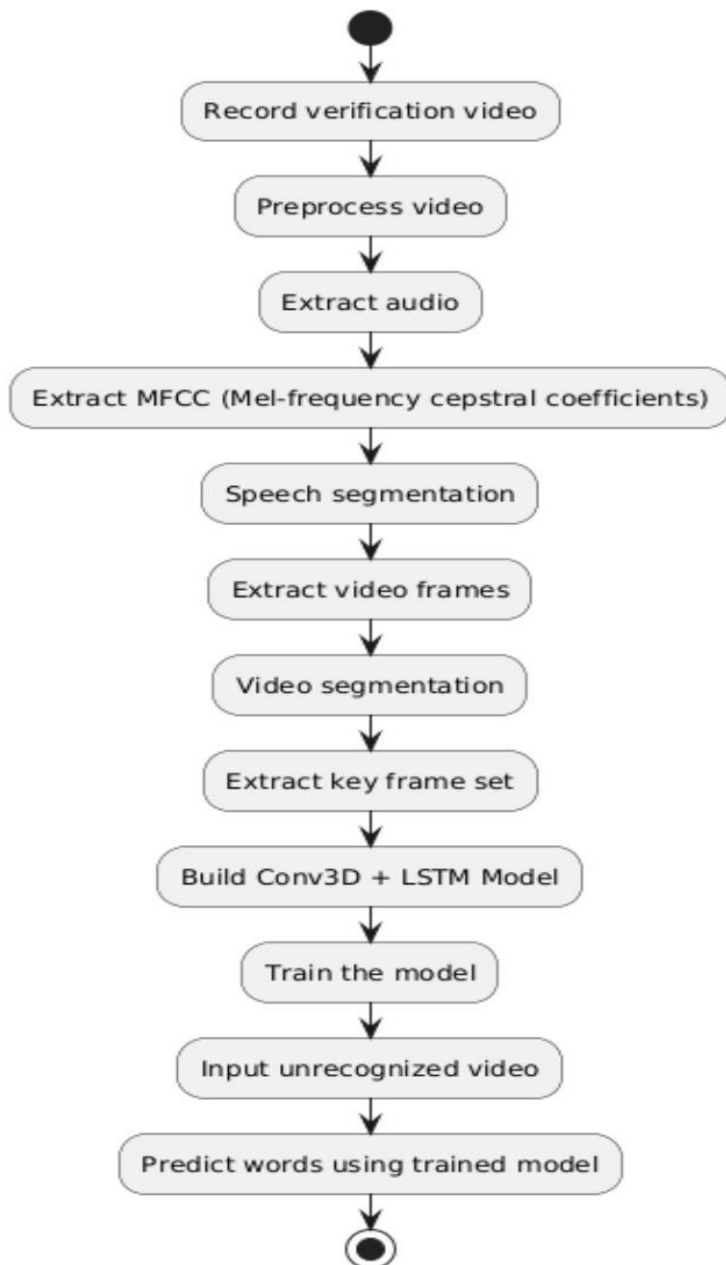 Record verification video
Preprocess video
Extract audio
Extract MFCC (Mel-frequency cepstral coefficients)
Speech segmentation
Extract video frames
Video segmentation
Extract key frame set
Build Conv3D + LSTM Model
Train the model
Input unrecognized video
Predict words using trained model